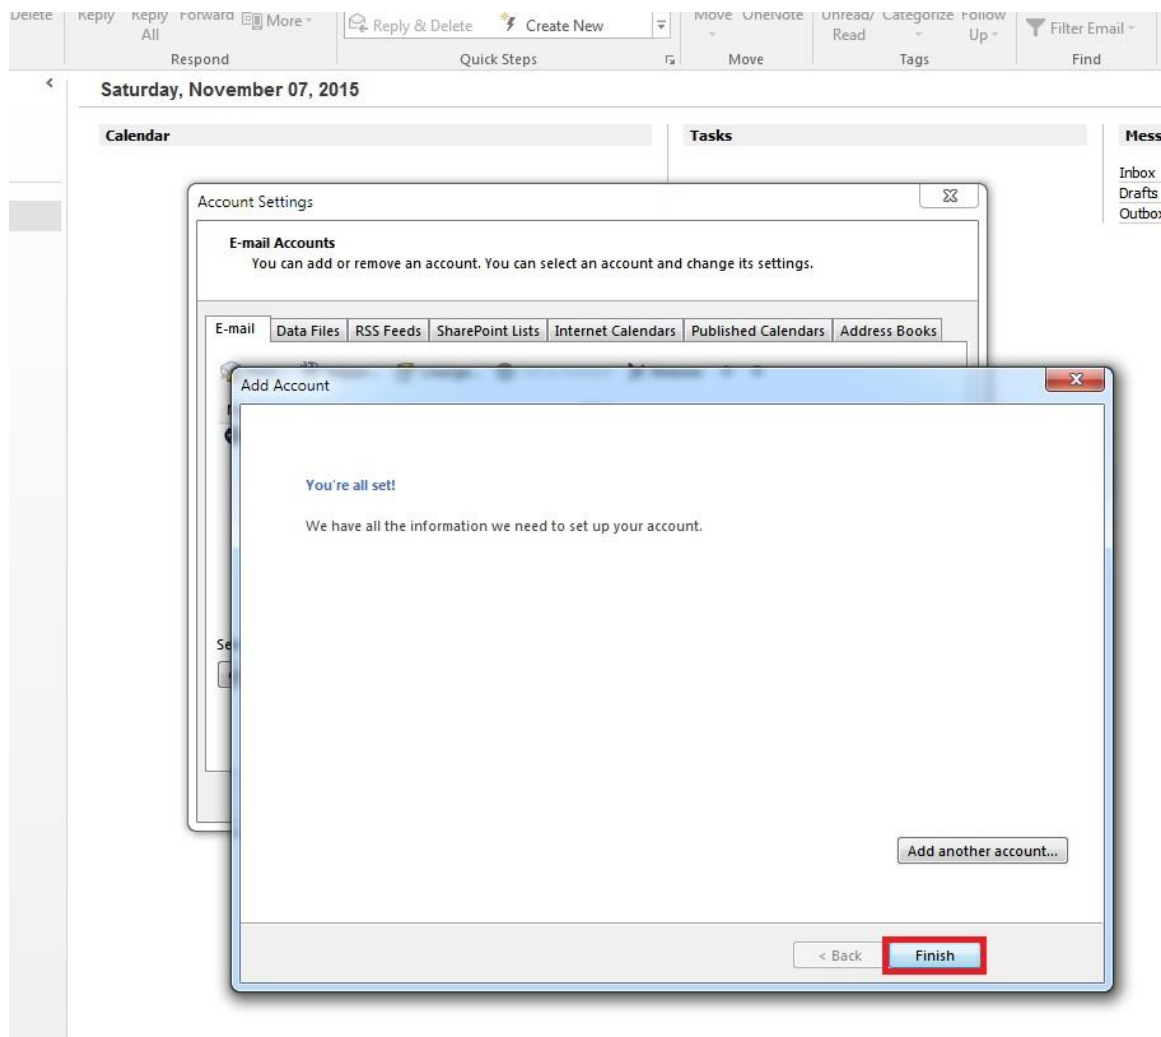 Delete Reply Reply Forward More Reply & Delete Create New Move OneNote Unread/ Categorize Follow Filter Email
All Read Up
Respond Quick Steps Move Tags Find
Saturday, November 07, 2015
Calendar Tasks Mess
Inbox
Drafts
Outbox
Account Settings
E-mail Accounts
You can add or remove an account. You can select an account and change its settings.
E-mail Data Files RSS Feeds SharePoint Lists Internet Calendars Published Calendars Address Books
Add Account
You're all set!
We have all the information we need to set up your account.
Se
Add another account...
< Back Finish